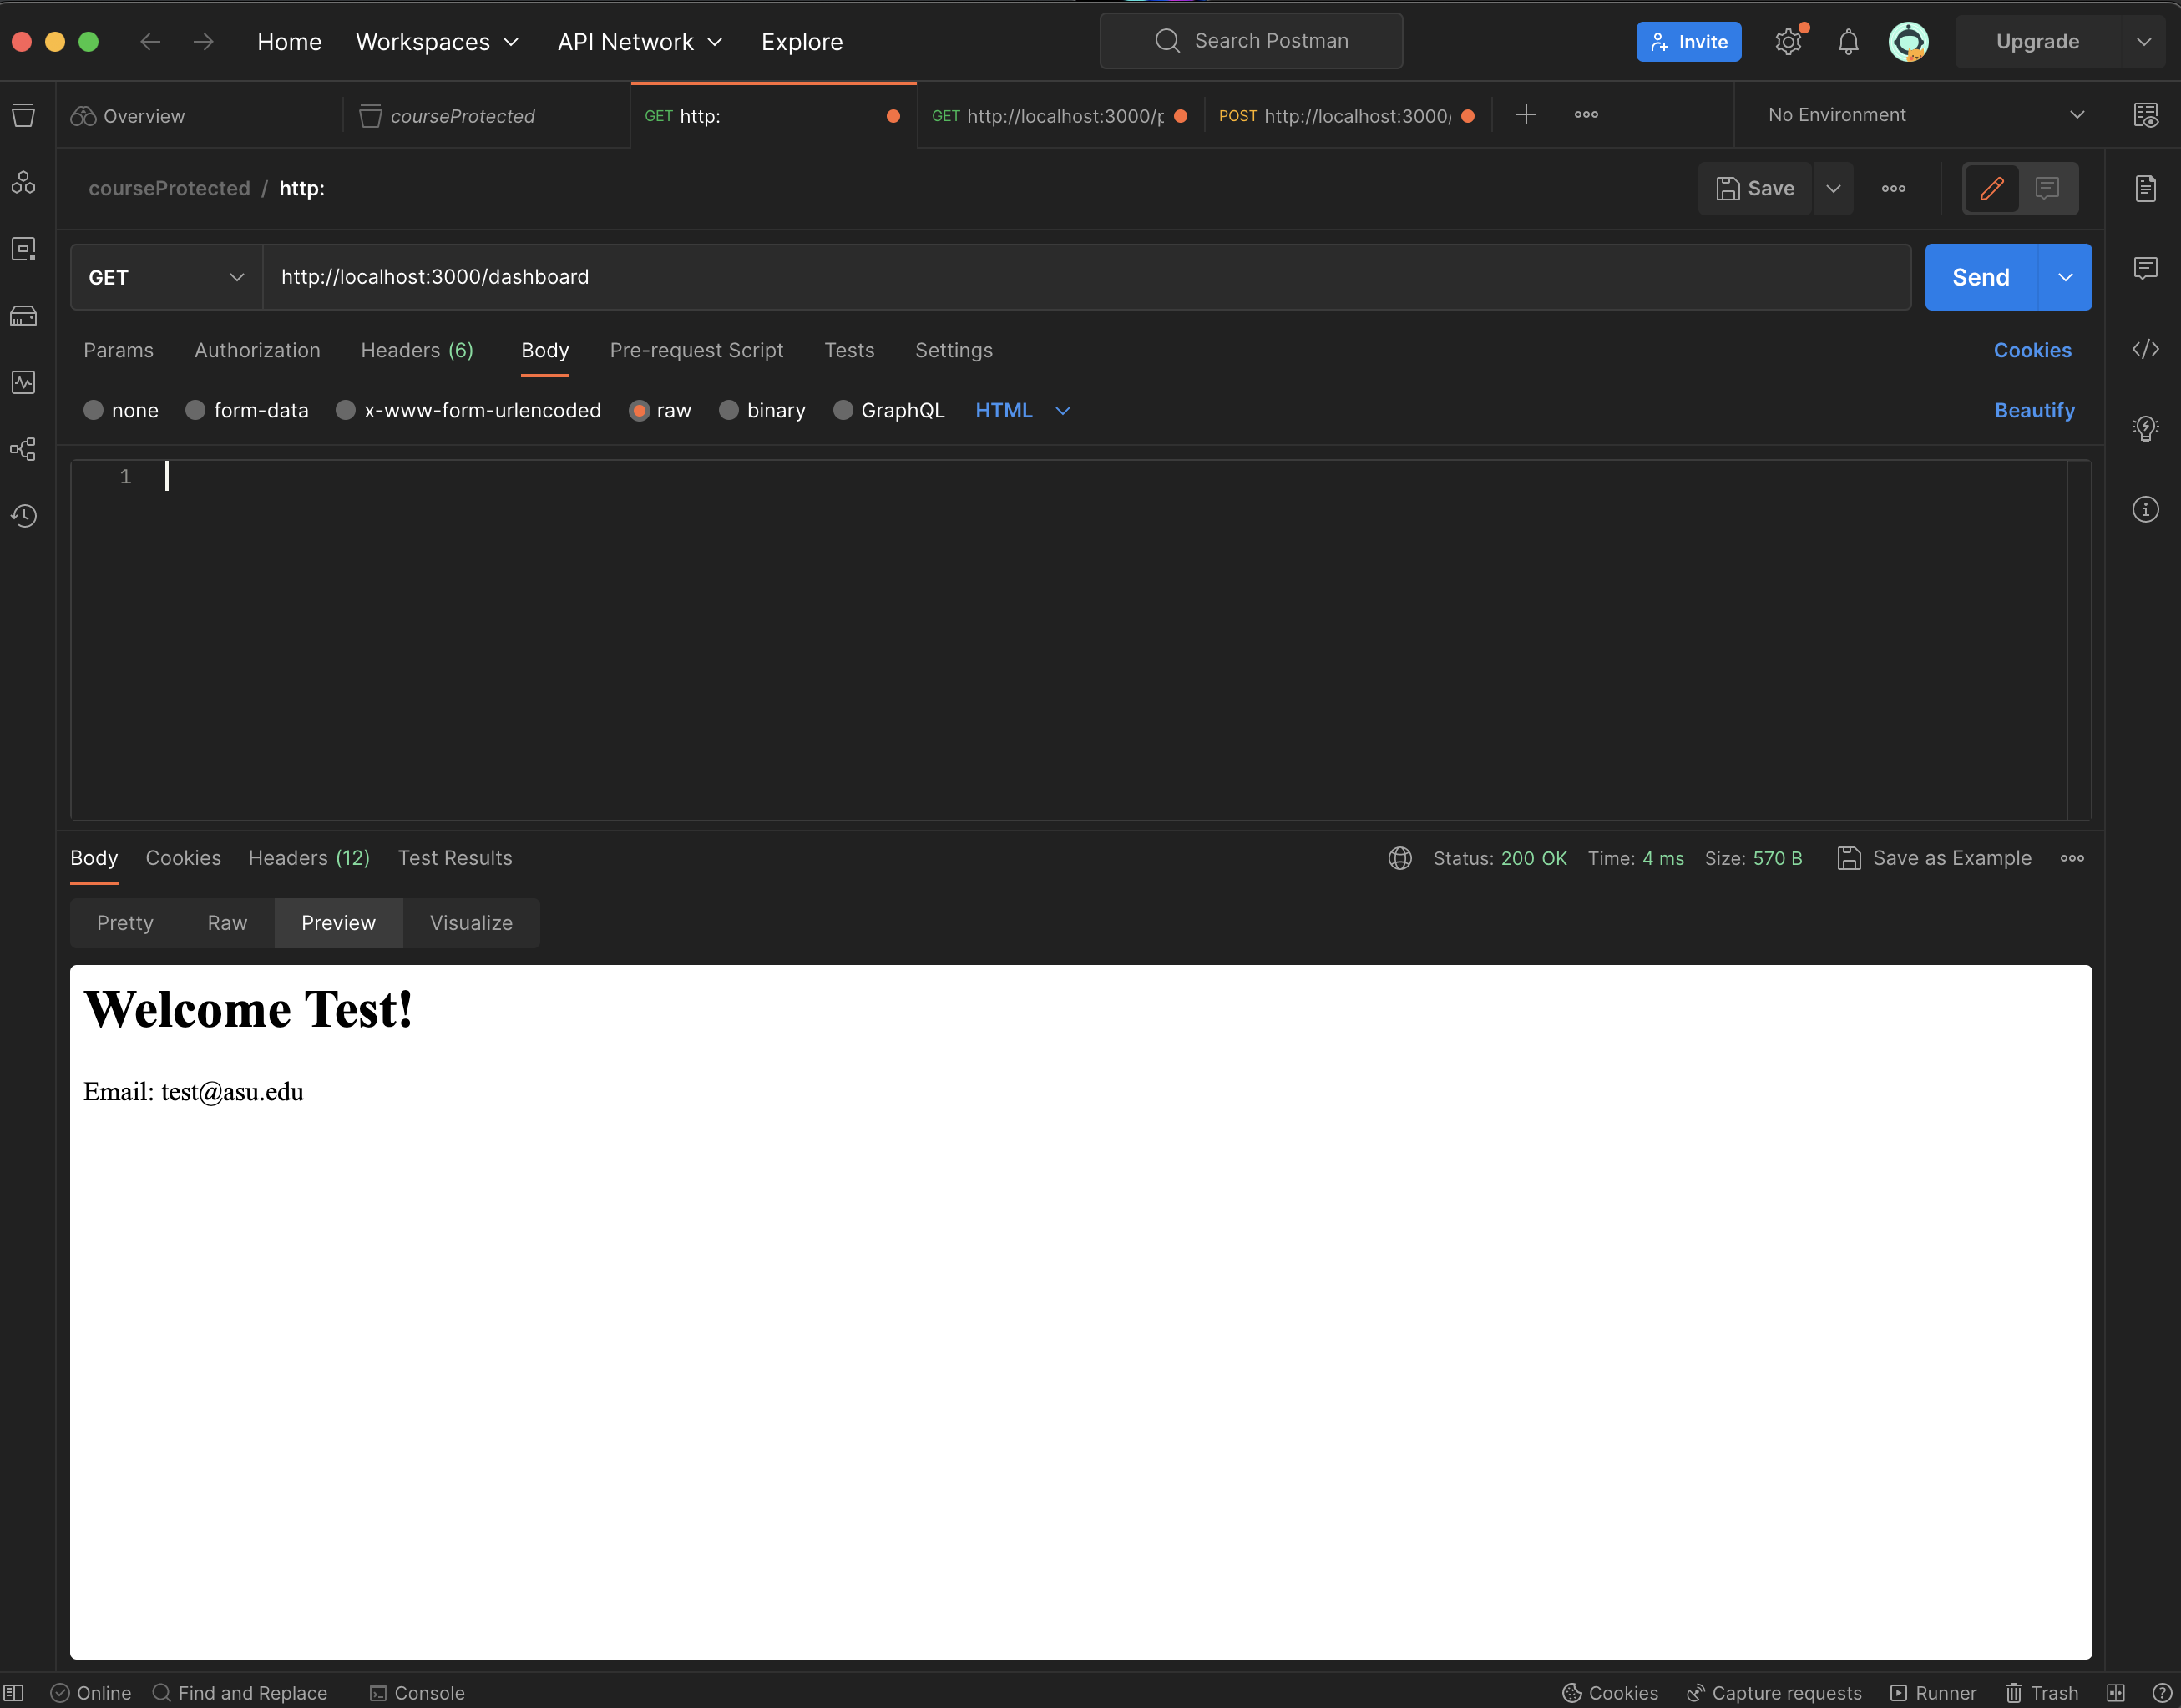 Home Workspaces API Network Explore Search Postman Invite Upgrade
Overview courseProtected GET http: GET http://localhost:3000/p POST http://localhost:3000/ No Environment
courseProtected / http: Save
GET http://localhost:3000/dashboard Send
Params Authorization Headers (6) Body Pre-request Script Tests Settings Cookies
none form-data x-www-form-urlencoded raw binary GraphQL HTML Beautify
1
Body Cookies Headers (12) Test Results Status: 200 OK Time: 4 ms Size: 570 B Save as Example
Pretty Raw Preview Visualize
Welcome Test!
Email: test@asu.edu
Online Find and Replace Console Cookies Capture requests Runner Trash